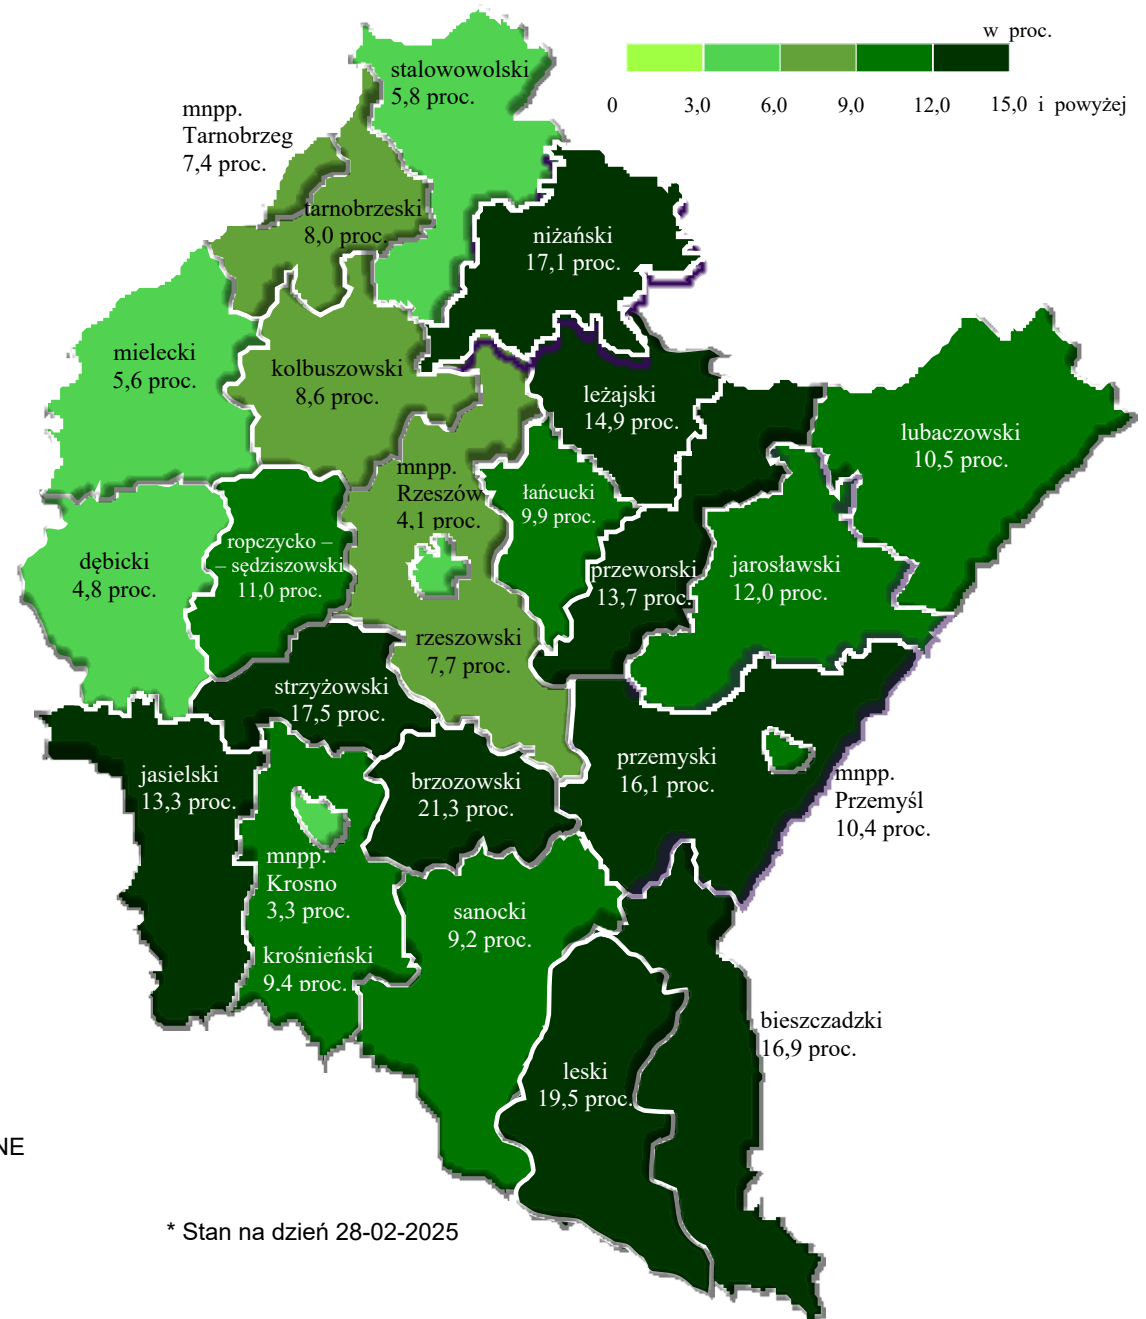 w proc.
0 3,0 6,0 9,0 12,0 15,0 i powyżej
stalowowolski
5,8 proc.
mnpp.
Tarnobrzeg
7,4 proc.
tarnobrzeski
8,0 proc.
niżański
17,1 proc.
mielecki
5,6 proc.
kolbuszowski
8,6 proc.
leżajski
14,9 proc.
lubaczowski
10,5 proc.
mnpp.
Rzeszów
4,1 proc.
łańcucki
9,9 proc.
ropczycko –
– sędziszowski
11,0 proc.
dębicki
4,8 proc.
przeworski
13,7 proc.
jarosławski
12,0 proc.
rzeszowski
7,7 proc.
strzyżowski
17,5 proc.
jasielski
13,3 proc.
brzozowski
21,3 proc.
przemyski
16,1 proc.
mnpp.
Przemyśl
10,4 proc.
mnpp.
Krosno
3,3 proc.
krośnieński
9,4 proc.
sanocki
9,2 proc.
bieszczadzki
16,9 proc.
leski
19,5 proc.
NE
* Stan na dzień 28-02-2025